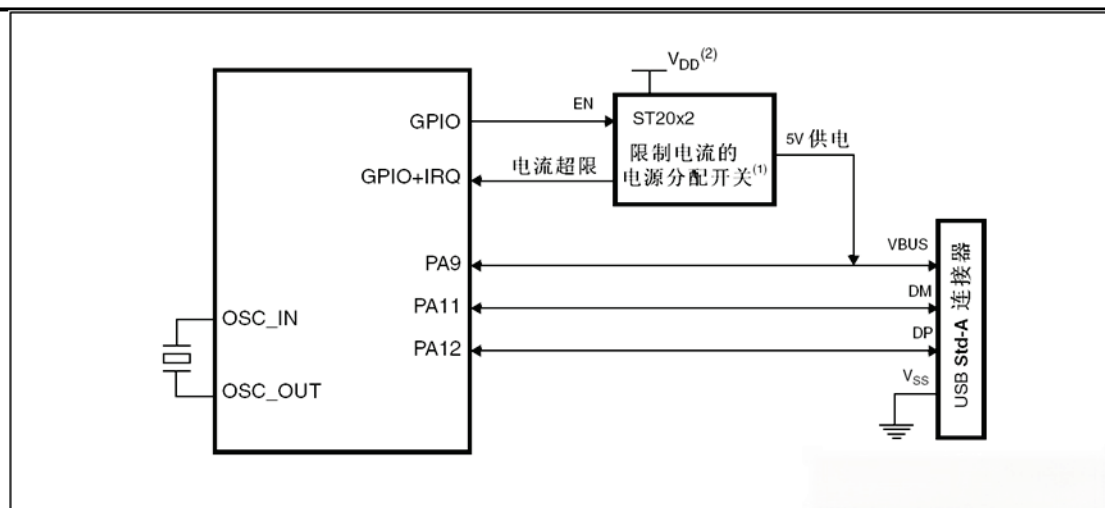 V_DD(2)
EN
GPIO
ST20x2
5V 供电
电流超限
限制电流的
GPIO+IRQ
电源分配开关(1)
PA9
VBUS
OSC_IN
PA11
DM
PA12
DP
OSC_OUT
V_SS
USB Std-A 连接器